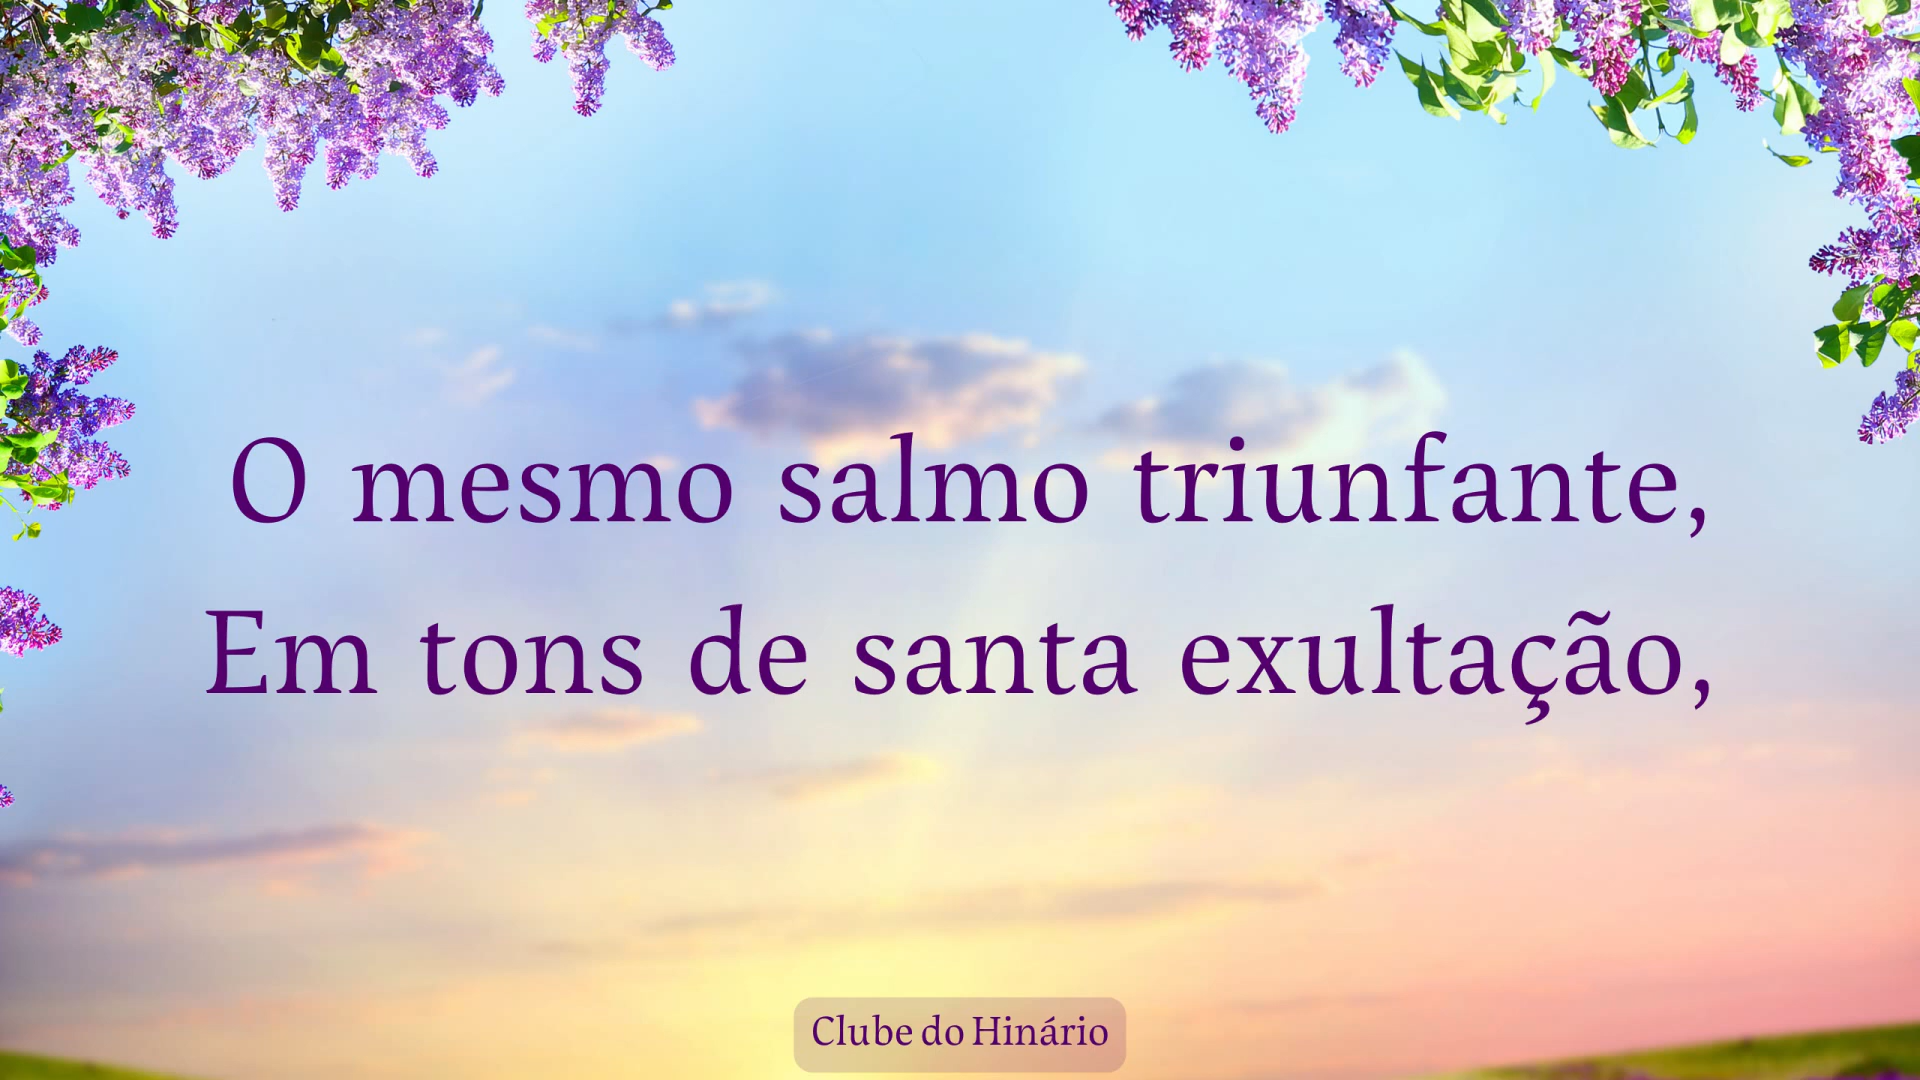 O mesmo salmo triunfante,
Em tons de santa exultação,
Clube do Hinário